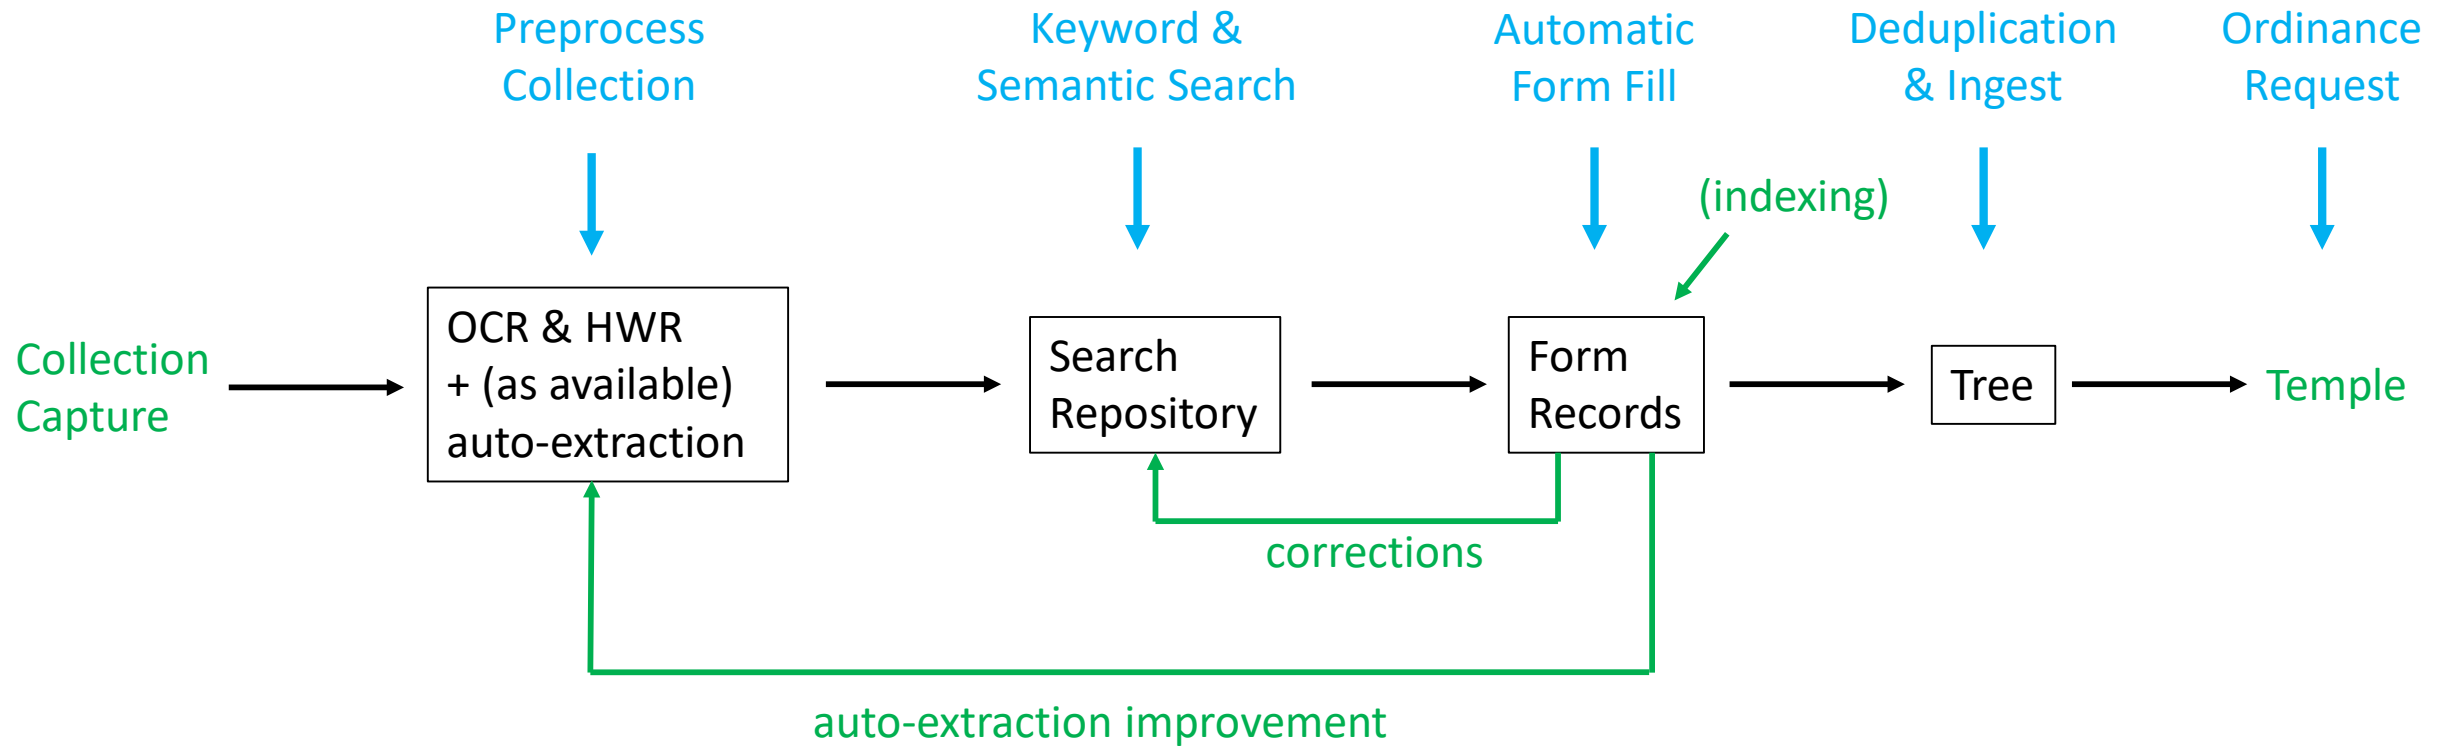 Preprocess
Collection
Keyword &
Semantic Search
Automatic
Form Fill
Deduplication
& Ingest
Ordinance
Request
(indexing)
Collection
Capture
OCR & HWR
+ (as available)
auto-extraction
Search
Repository
Form
Records
Tree
Temple
corrections
auto-extraction improvement